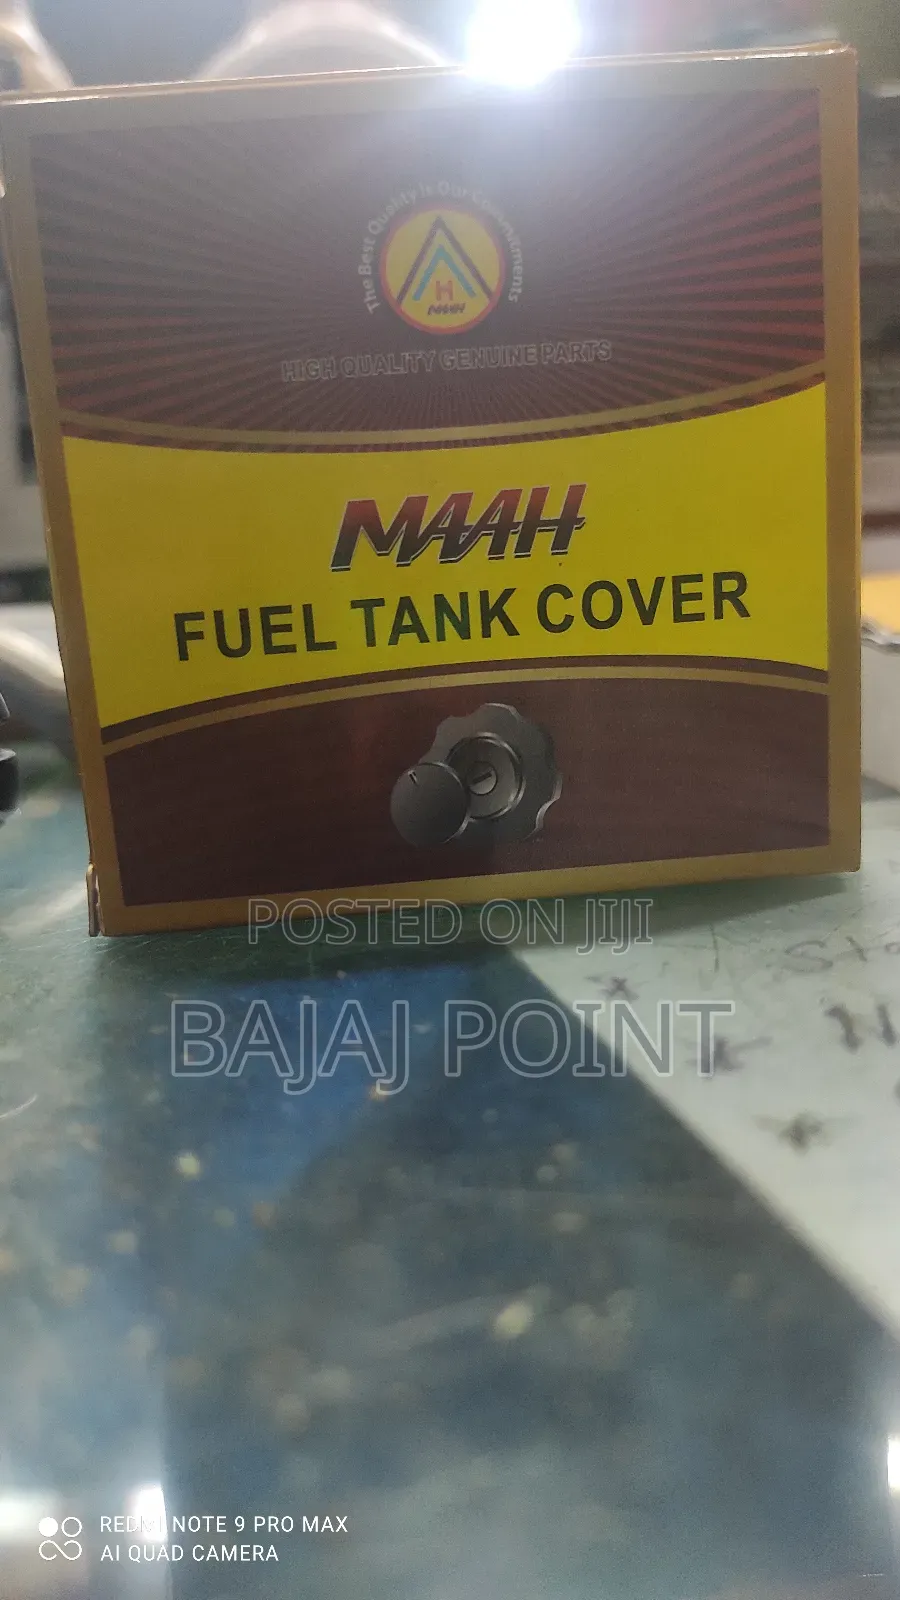 The Best Quality Is Our Commitments
H
MAAH
HIGH QUALITY GENUINE PARTS
MAAH
FUEL TANK COVER
POSTED ON JIJI
BAJAJ POINT
REDMI NOTE 9 PRO MAX
AI QUAD CAMERA